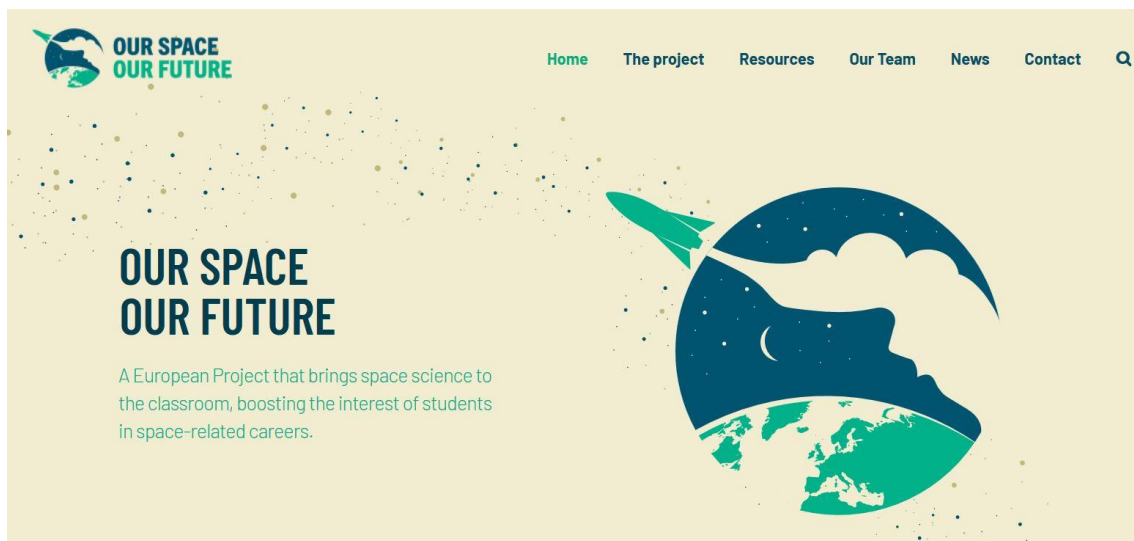 OUR SPACE
OUR FUTURE
Home The project Resources Our Team News Contact
OUR SPACE
OUR FUTURE
A European Project that brings space science to
the classroom, boosting the interest of students
in space-related careers.